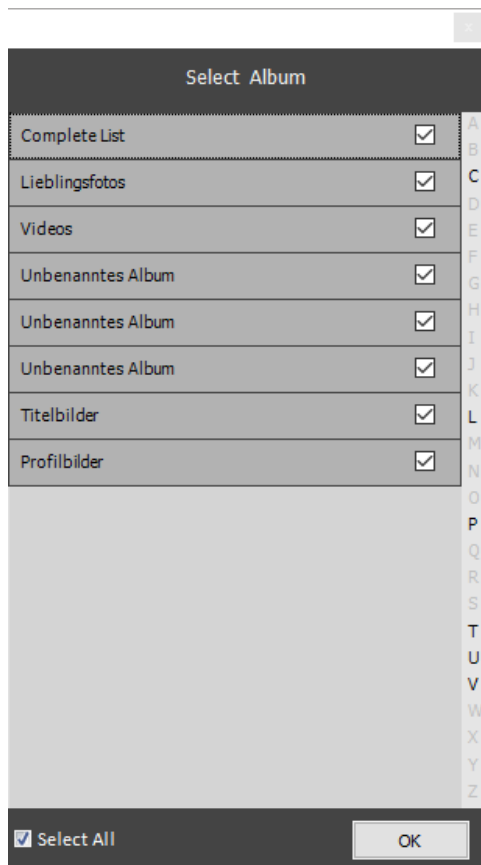 x
Select Album
Complete List
Lieblingsfotos
Videos
Unbenanntes Album
Unbenanntes Album
Unbenanntes Album
Titelbilder
Profilbilder
A
B
C
D
E
F
G
H
I
J
K
L
M
N
O
P
Q
R
S
T
U
V
W
X
Y
Z
Select All
OK